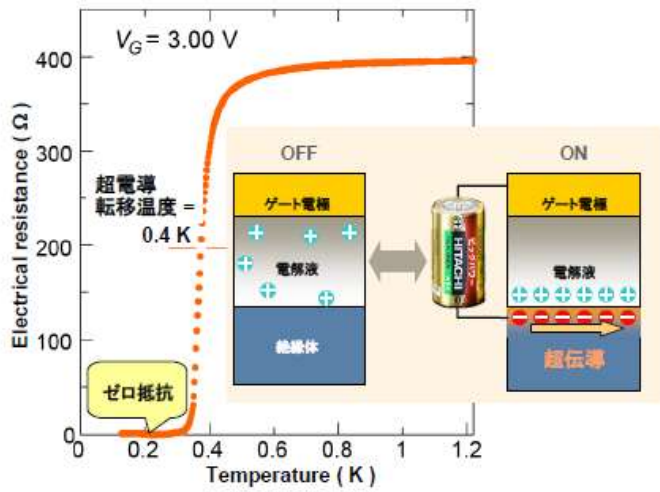 V_G = 3.00 V
400
300
200
100
0
Electrical resistance ( Ω )
超電導
転移温度 =
0.4 K
ゼロ抵抗
OFF
ゲート電極
電解液
絶縁体
HITACHI
ON
ゲート電極
電解液
超伝導
0
0.2
0.4
0.6
0.8
1
1.2
Temperature ( K )